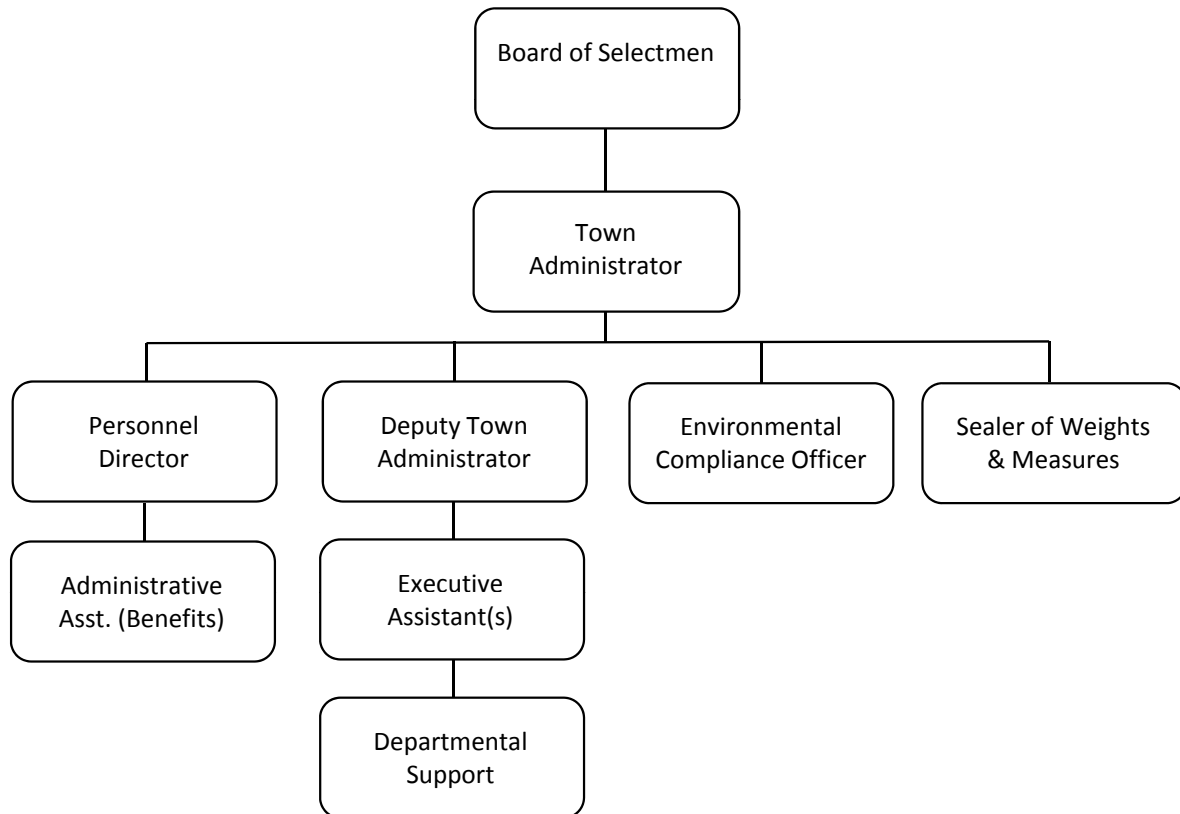 Board of Selectmen
Town
Administrator
Personnel
Director
Deputy Town
Administrator
Environmental
Compliance Officer
Sealer of Weights
& Measures
Administrative
Asst. (Benefits)
Executive
Assistant(s)
Departmental
Support